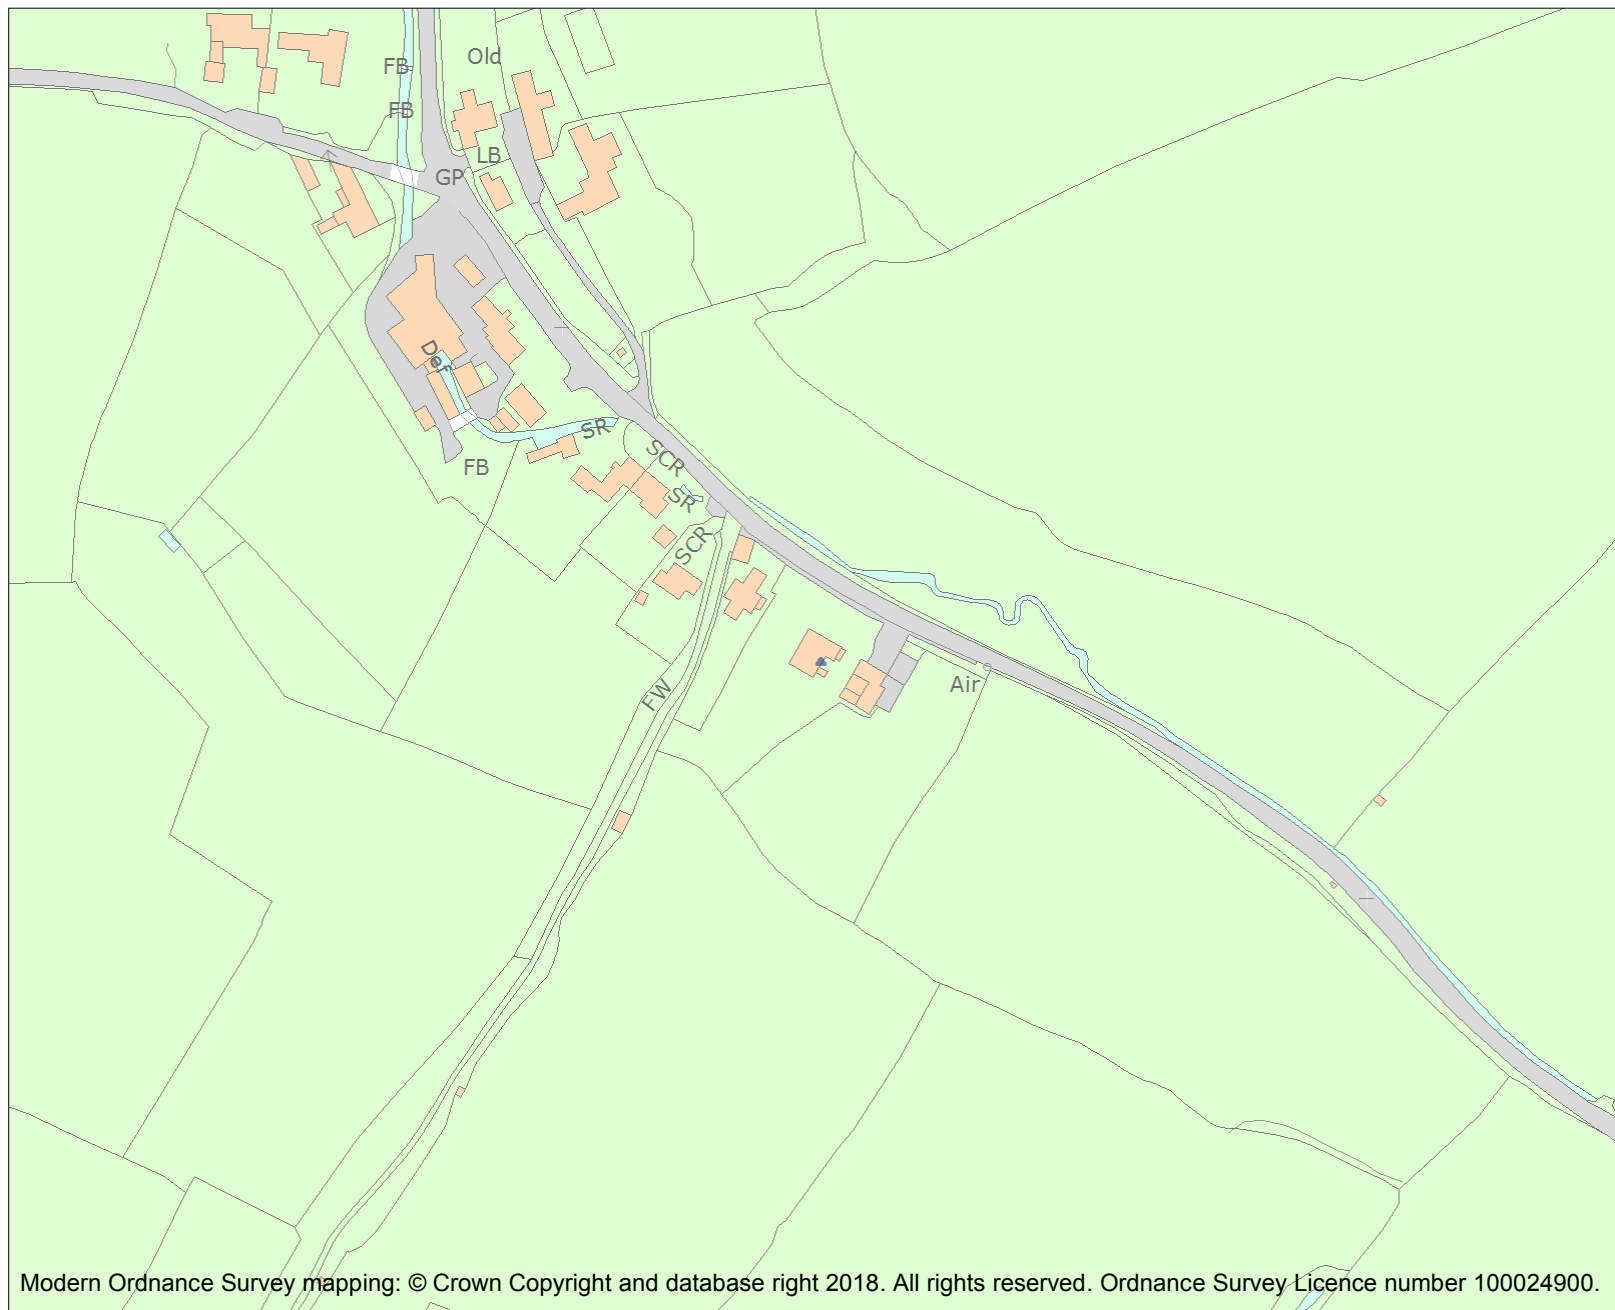 Old
FB
FB
LB
GP
Def
SR
SCR
FB
SR
SCR
Air
FW
Modern Ordnance Survey mapping: © Crown Copyright and database right 2018. All rights reserved. Ordnance Survey Licence number 100024900.